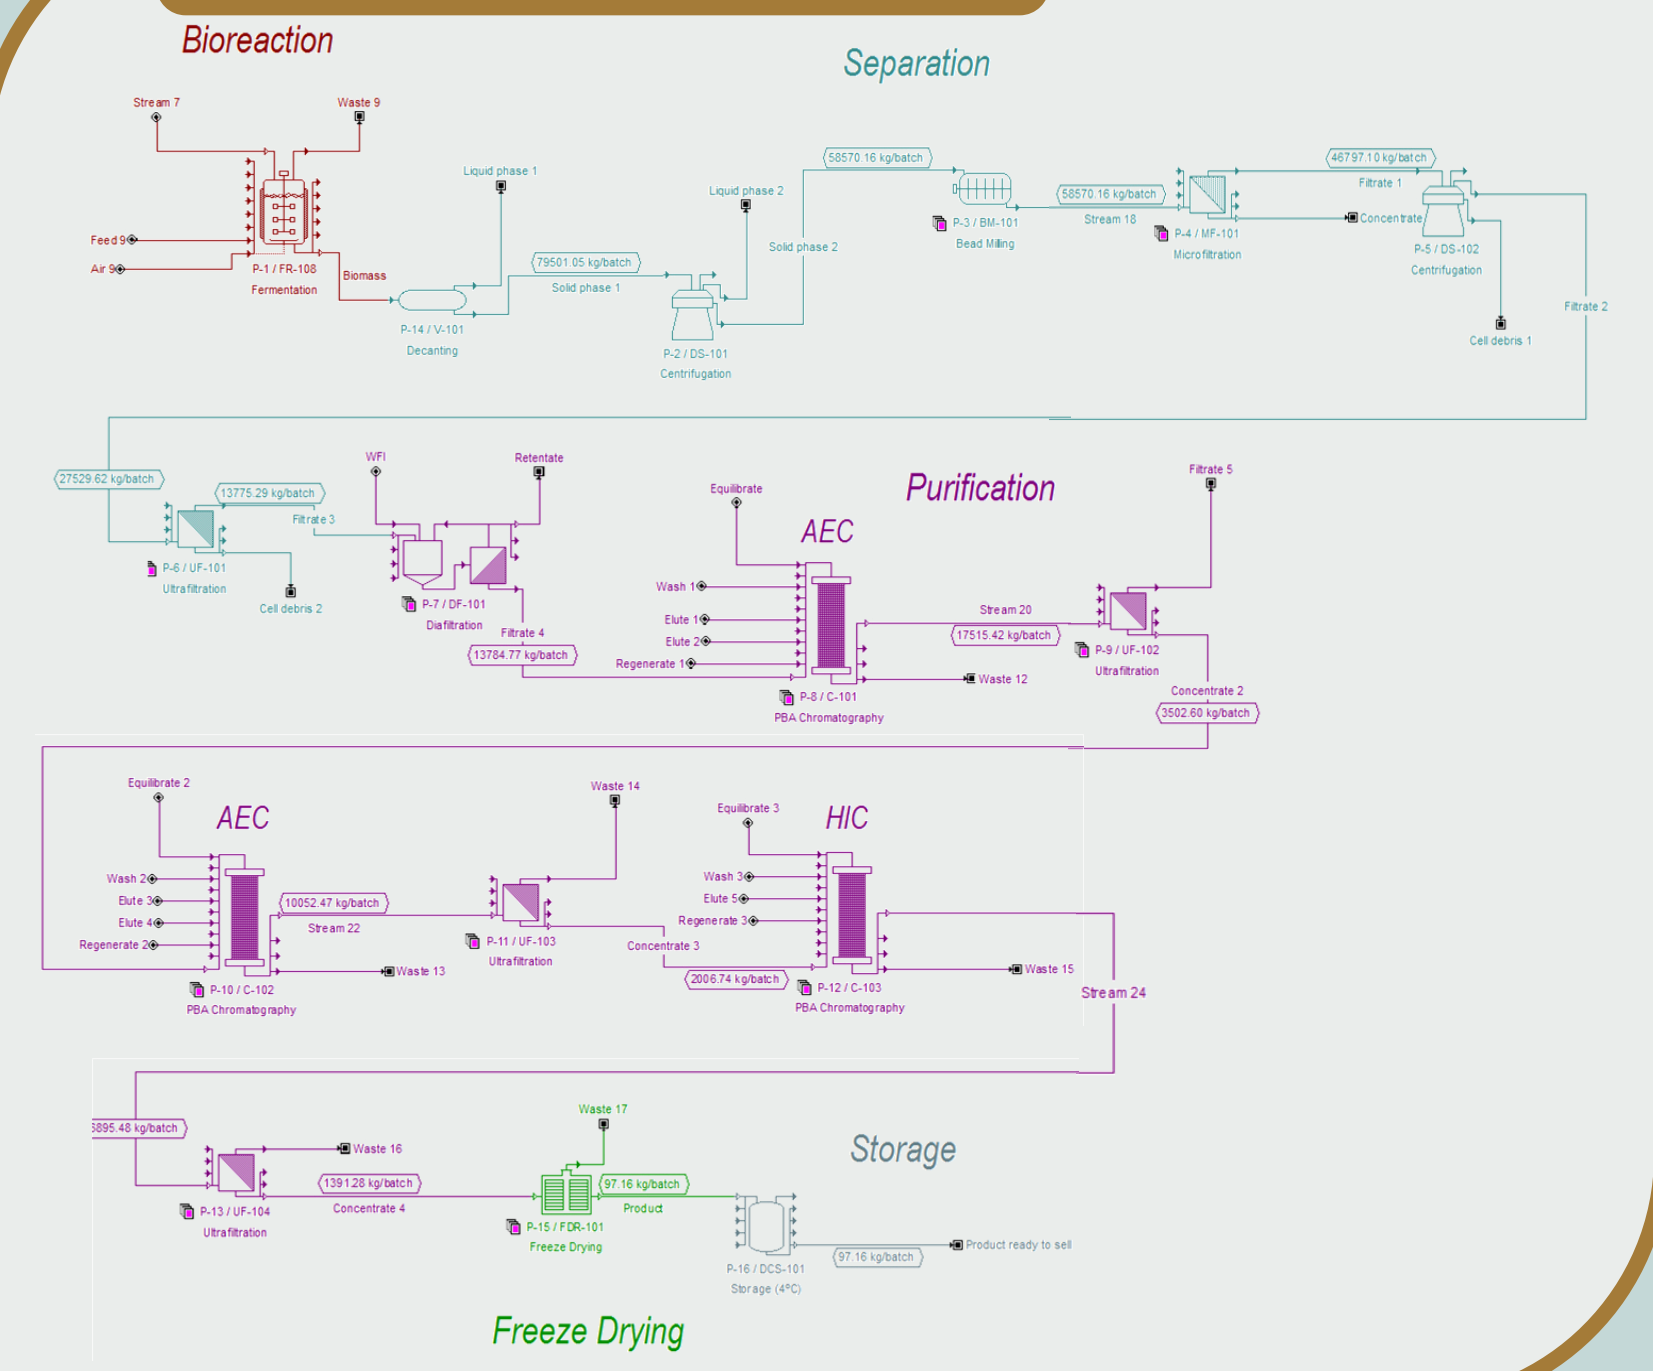 Bioreaction
Separation
Stream 7
Waste 9
Feed 9
Air 9
P-1 / FR-108
Fermentation
Biomass
Liquid phase 1
P-14 / V-101
Decanting
79501.05 kg/batch
Solid phase 1
P-2 / DS-101
Centrifugation
Liquid phase 2
Solid phase 2
58570.16 kg/batch
P-3 / BM-101
Bead Milling
58570.16 kg/batch
Stream 18
P-4 / MF-101
Microfiltration
46797.10 kg/batch
Filtrate 1
Concentrate
P-5 / DS-102
Centrifugation
Cell debris 1
Filtrate 2
27529.62 kg/batch
13775.29 kg/batch
Filtrate 3
P-6 / UF-101
Ultrafiltration
Cell debris 2
WFI
Retentate
P-7 / DF-101
Diafiltration
Filtrate 4
13784.77 kg/batch
Purification
AEC
Equilibrate
Wash 1
Elute 1
Elute 2
Regenerate 1
P-8 / C-101
PBA Chromatography
Stream 20
17515.42 kg/batch
Waste 12
Filtrate 5
P-9 / UF-102
Ultrafiltration
Concentrate 2
3502.60 kg/batch
AEC
Equilibrate 2
Wash 2
Elute 3
Elute 4
Regenerate 2
P-10 / C-102
PBA Chromatography
10052.47 kg/batch
Stream 22
Waste 13
Waste 14
P-11 / UF-103
Ultrafiltration
Concentrate 3
2006.74 kg/batch
HIC
Equilibrate 3
Wash 3
Elute 5
Regenerate 3
P-12 / C-103
PBA Chromatography
Waste 15
Stream 24
895.48 kg/batch
Waste 16
P-13 / UF-104
Ultrafiltration
1391.28 kg/batch
Concentrate 4
Waste 17
P-15 / FDR-101
Freeze Drying
97.16 kg/batch
Product
Storage
P-16 / DCS-101
Storage (4ºC)
97.16 kg/batch
Product ready to sell
Freeze Drying